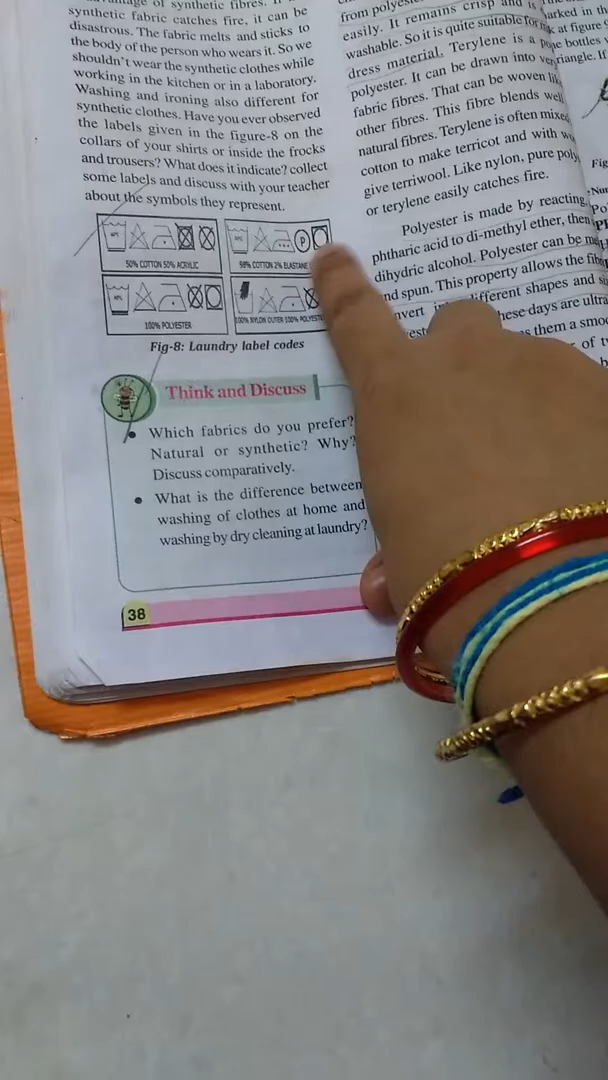 synthetic fabric catches fire, it can be
disastrous. The fabric melts and sticks to
the body of the person who wears it. So we
shouldn't wear the synthetic clothes while
working in the kitchen or in a laboratory.
Washing and ironing also different for
synthetic clothes. Have you ever observed
the labels given in the figure-8 on the
collars of your shirts or inside the frocks
and trousers? What does it indicate? collect
some labels and discuss with your teacher
about the symbols they represent.
50% COTTON 50% ACRYLIC
P
98% COTTON 2% ELASTANE
100% POLYESTER
100% NYLON OUTER 100%
Fig-8: Laundry label codes
Think and Discuss
• Which fabrics do you prefer?
Natural or synthetic? Why?
Discuss comparatively.
• What is the difference between
washing of clothes at home and
washing by dry cleaning at laundry?
38
easily. It remains crisp and is
washable. So it is quite suitable for
dress material. Terylene is a
polyester. It can be drawn into
fabric fibres. That can be woven
other fibres. This fibre blends
natural fibres. Terylene is often mixed
cotton to make terricot and with
give terriwool. Like nylon, pure
or terylene easily catches fire.
Polyester is made by reacting
phtharic acid to di-methyl ether, then
dihydric alcohol. Polyester can be
and spun. This property allows the
different shapes and
these days are ultra
them a
of